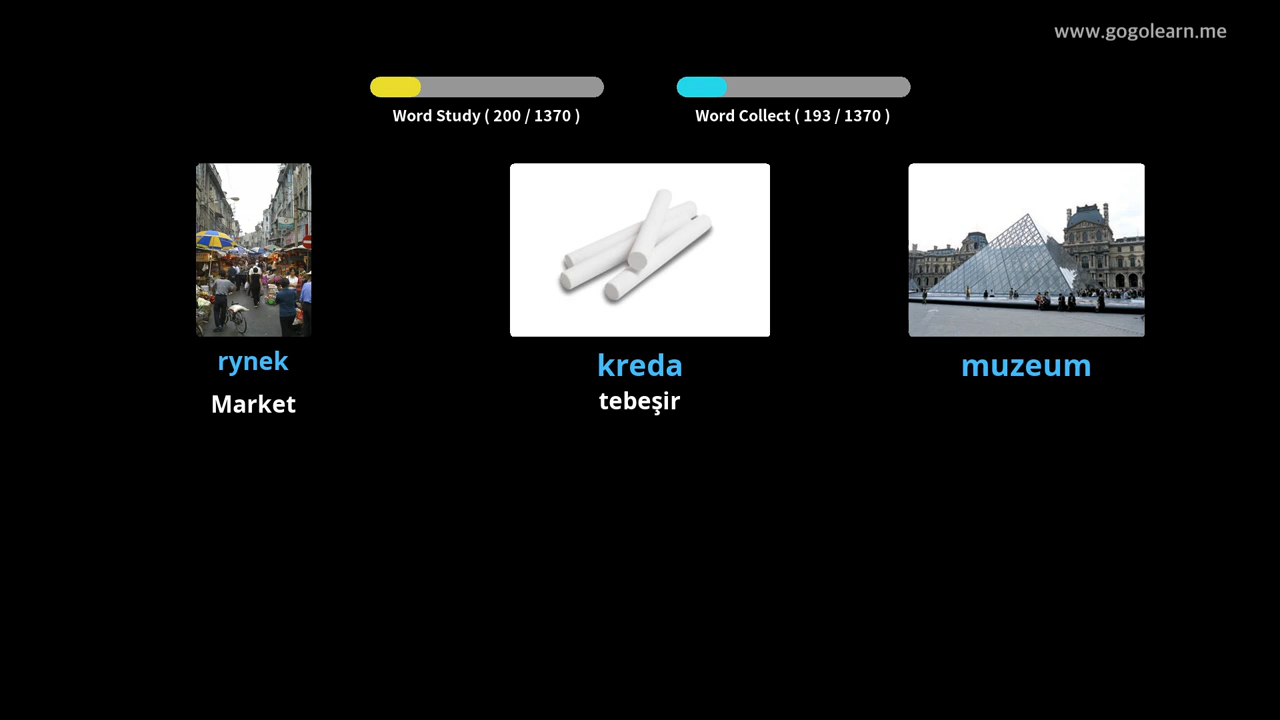 www.gogolearn.me
Word Study ( 200 / 1370 )
Word Collect ( 193 / 1370 )
rynek
Market
kreda
tebeşir
muzeum